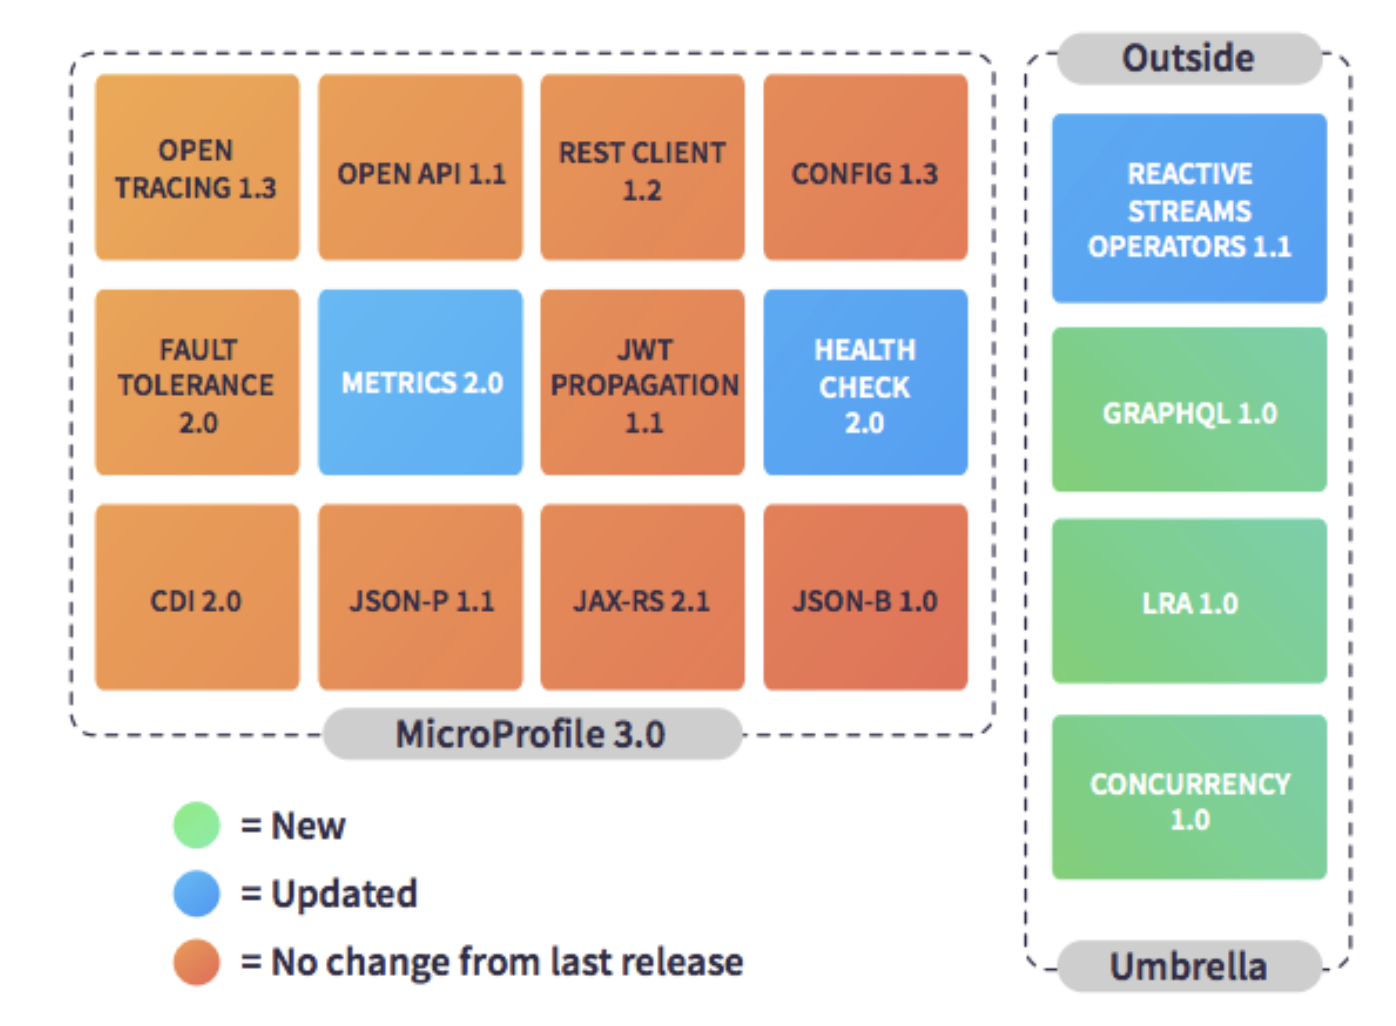 OPEN
TRACING 1.3
OPEN API 1.1
REST CLIENT
1.2
CONFIG 1.3
FAULT
TOLERANCE
2.0
METRICS 2.0
JWT
PROPAGATION
1.1
HEALTH
CHECK
2.0
CDI 2.0
JSON-P 1.1
JAX-RS 2.1
JSON-B 1.0
MicroProfile 3.0
= New
= Updated
= No change from last release
Outside
REACTIVE
STREAMS
OPERATORS 1.1
GRAPHQL 1.0
LRA 1.0
CONCURRENCY
1.0
Umbrella